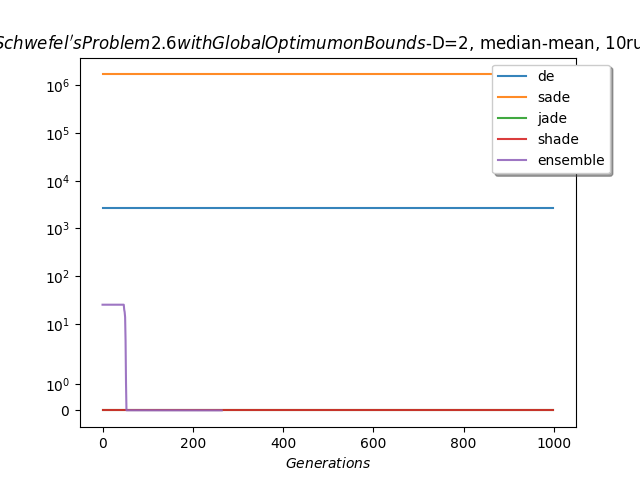 Schwefel'sProblem2.6withGlobalOptimumonBounds-D=2, median-mean, 10ru
10^6
10^5
10^4
10^3
10^2
10^1
10^0
0
de
sade
jade
shade
ensemble
0 200 400 600 800 1000
Generations